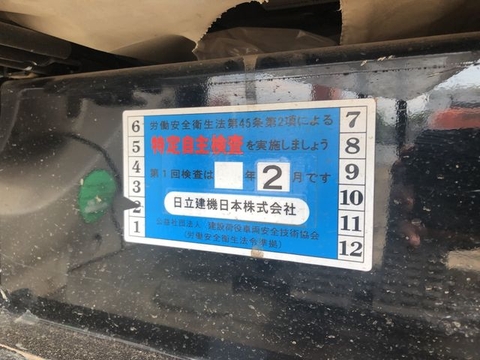 労働安全衛生法第45条第2項による
特定自主検査を実施しましょう
第1回検査は 年2月です
日立建機日本株式会社
公益社団法人 建設荷役車両安全技術協会
(労働安全衛生法令準拠)
6
5
4
3
2
1
7
8
9
10
11
12